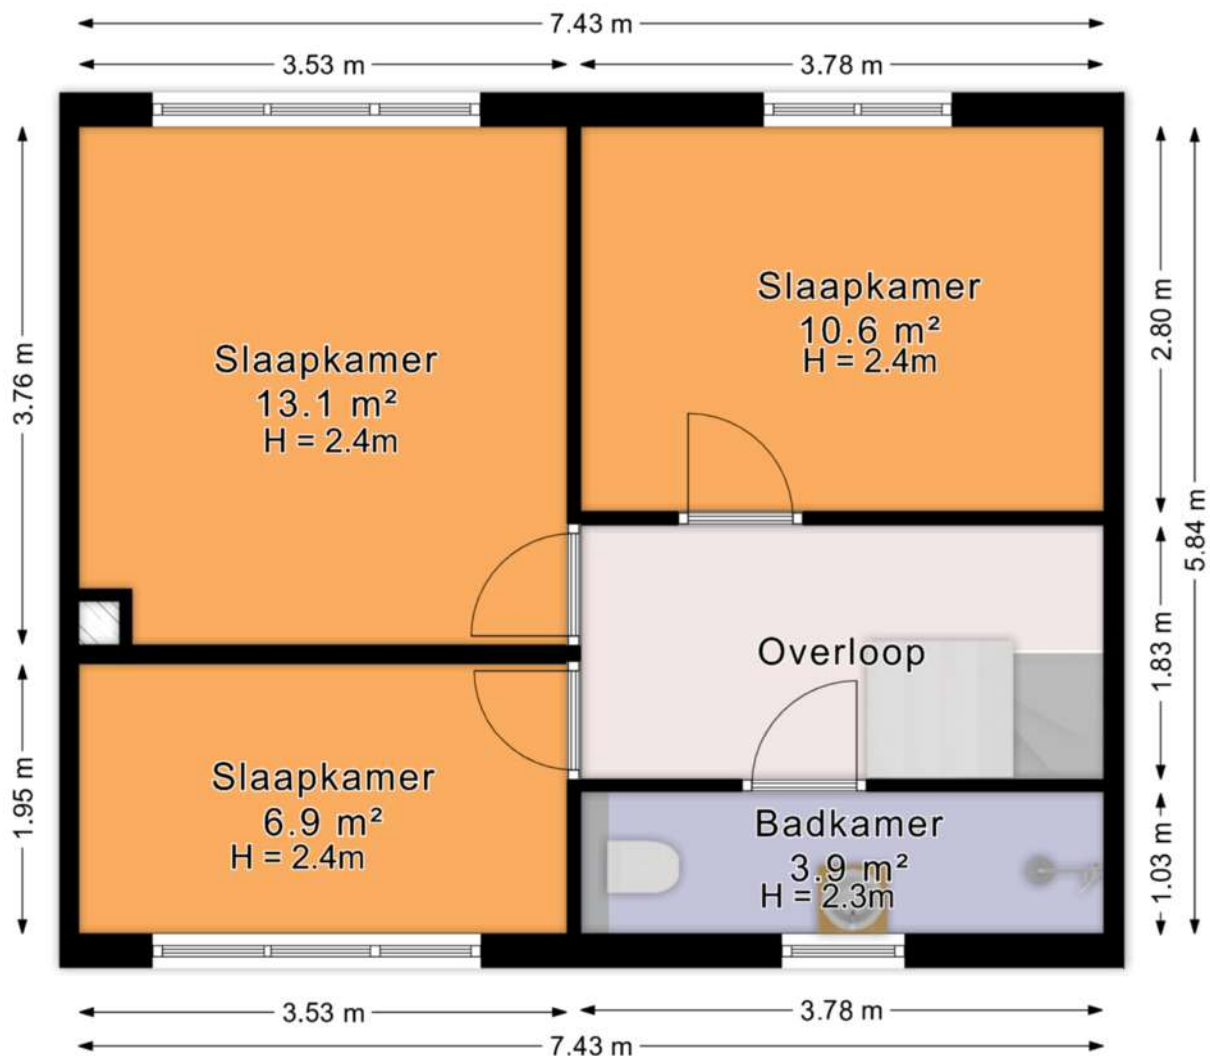 7.43 m
3.53 m
3.78 m
Slaapkamer
13.1 m²
H = 2.4m
Slaapkamer
10.6 m²
H = 2.4m
3.76 m
2.80 m
5.84 m
Overloop
1.83 m
Slaapkamer
6.9 m²
H = 2.4m
1.95 m
Badkamer
3.9 m²
H = 2.3m
1.03 m
3.53 m
3.78 m
7.43 m